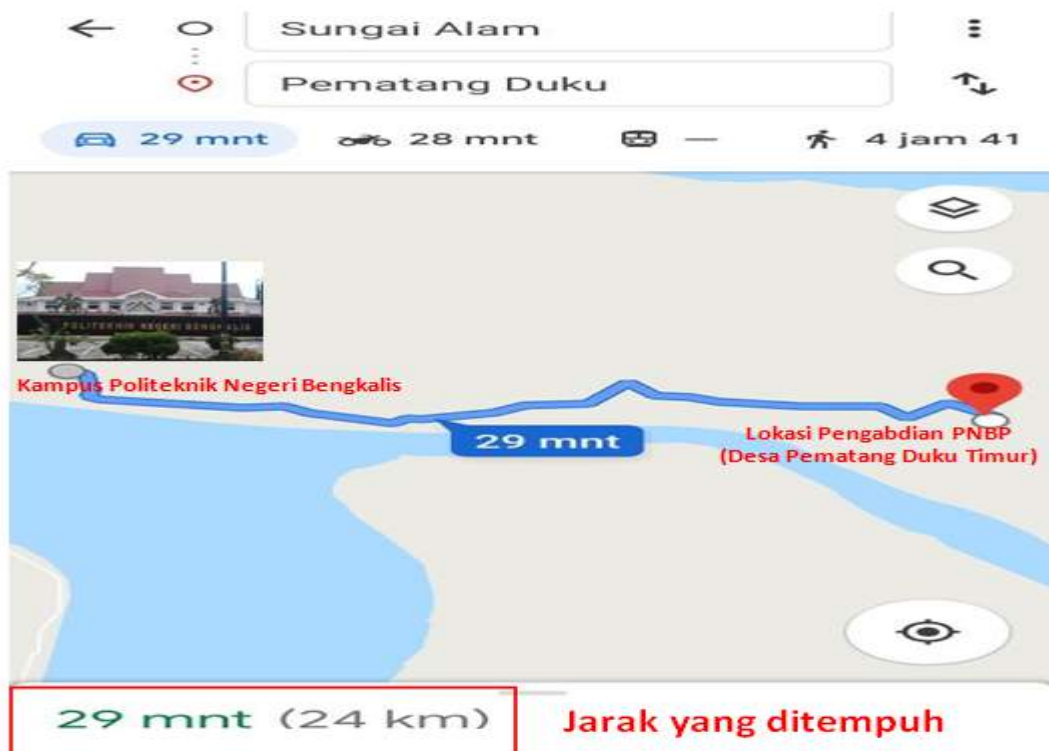 Sungai Alam
Pematang Duku
29 mnt 28 mnt — 4 jam 41
POLITEKNIK NEGERI BENGKALIS
Kampus Politeknik Negeri Bengkalis
29 mnt
Lokasi Pengabdian PNBP
(Desa Pematang Duku Timur)
29 mnt (24 km) Jarak yang ditempuh